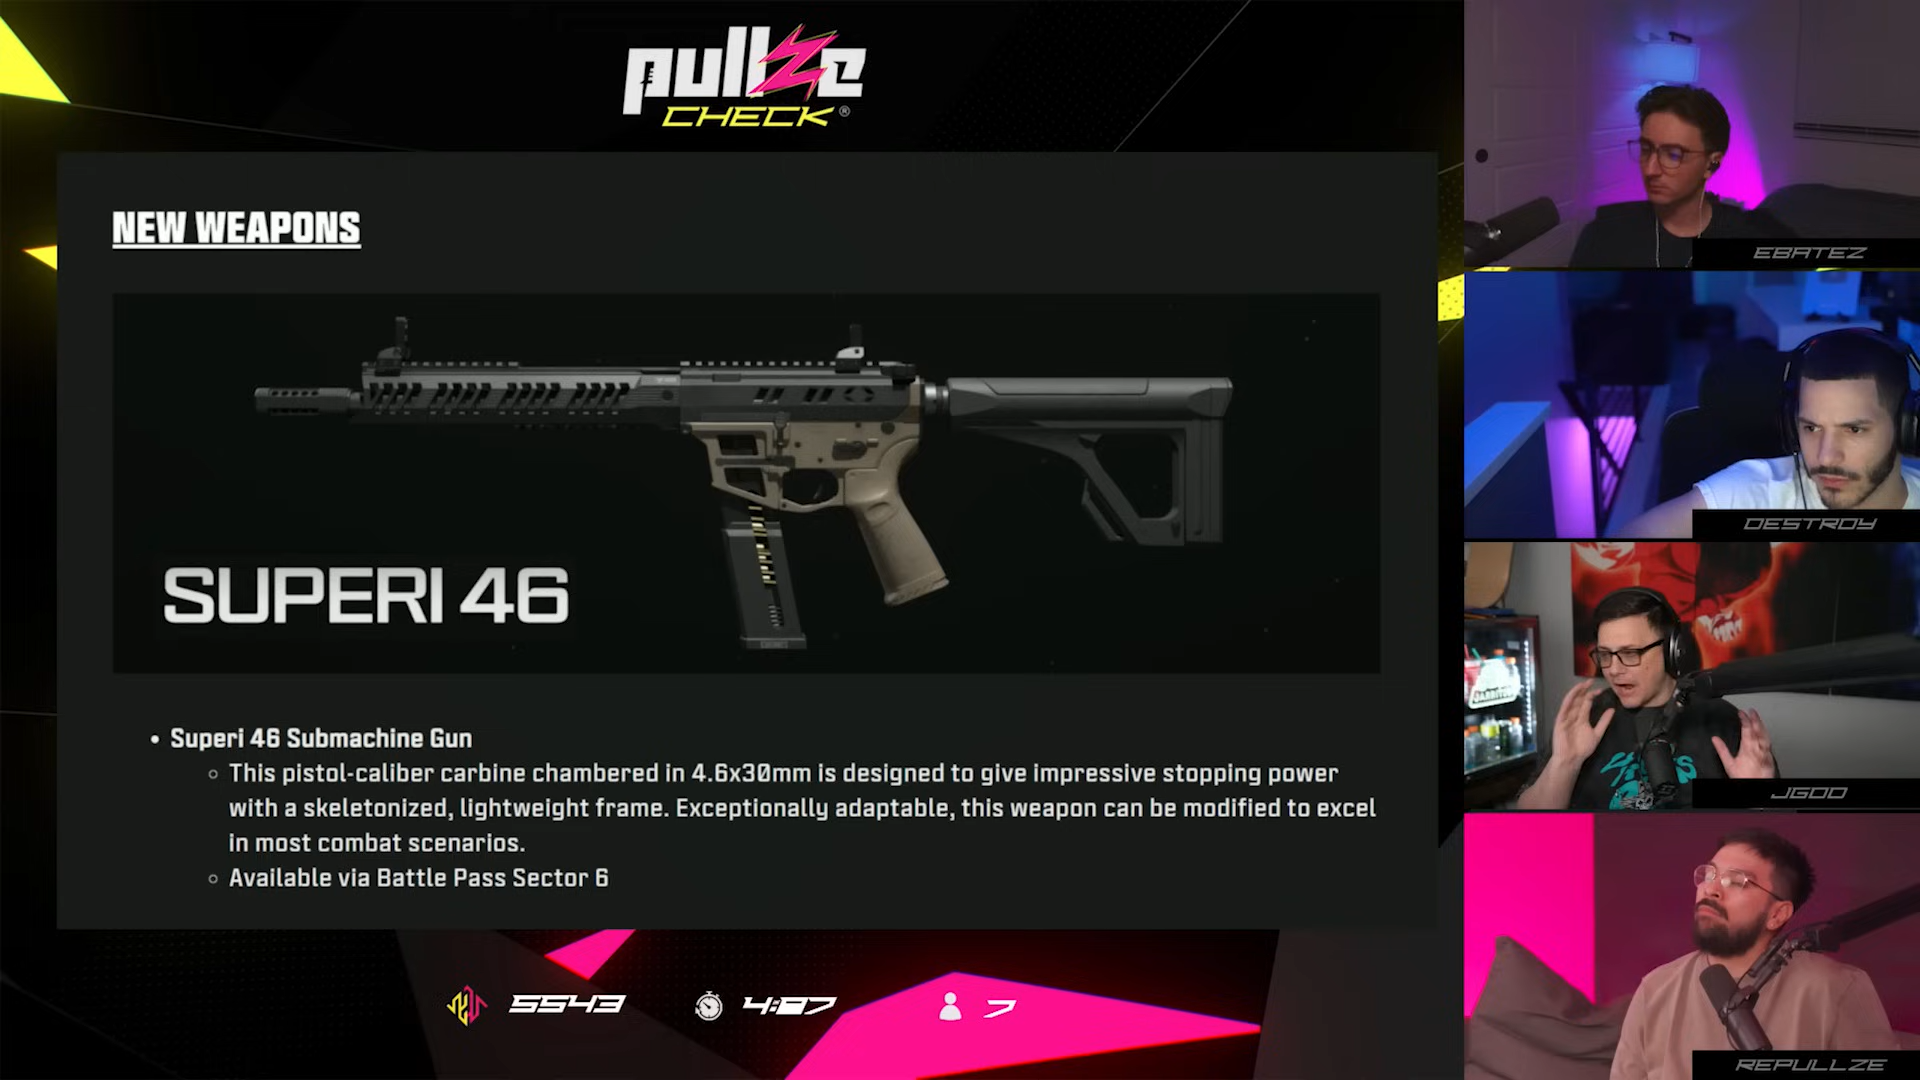 pullze
CHECK®
NEW WEAPONS
SUPERI 46
• Superi 46 Submachine Gun
◦ This pistol-caliber carbine chambered in 4.6x30mm is designed to give impressive stopping power
with a skeletonized, lightweight frame. Exceptionally adaptable, this weapon can be modified to excel
in most combat scenarios.
◦ Available via Battle Pass Sector 6
5543
4:07
7
EBATEZ
DESTROY
JGOD
REPULLZE